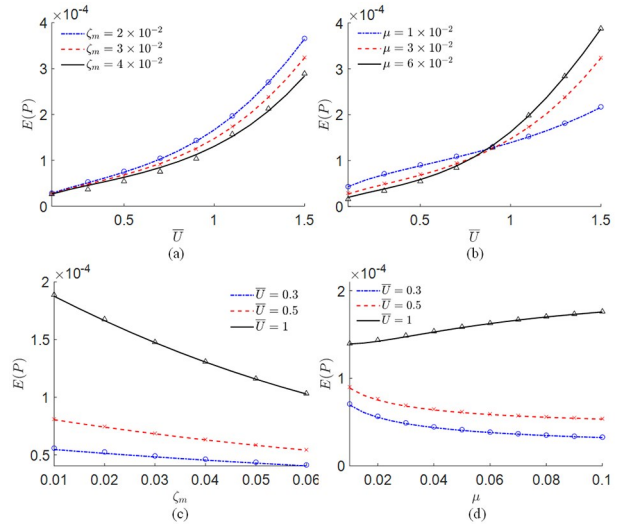 ×10⁻⁴
4
3
2
1
0
E(P)
ζₘ = 2 × 10⁻²
ζₘ = 3 × 10⁻²
ζₘ = 4 × 10⁻²
0.5
1
1.5
U̅
(a)
×10⁻⁴
4
3
2
1
0
E(P)
μ = 1 × 10⁻²
μ = 3 × 10⁻²
μ = 6 × 10⁻²
0.5
1
1.5
U̅
(b)
×10⁻⁴
2
1.5
1
0.5
E(P)
U̅ = 0.3
U̅ = 0.5
U̅ = 1
0.01 0.02 0.03 0.04 0.05 0.06
ζₘ
(c)
×10⁻⁴
2
1
0
E(P)
U̅ = 0.3
U̅ = 0.5
U̅ = 1
0.02 0.04 0.06 0.08 0.1
μ
(d)